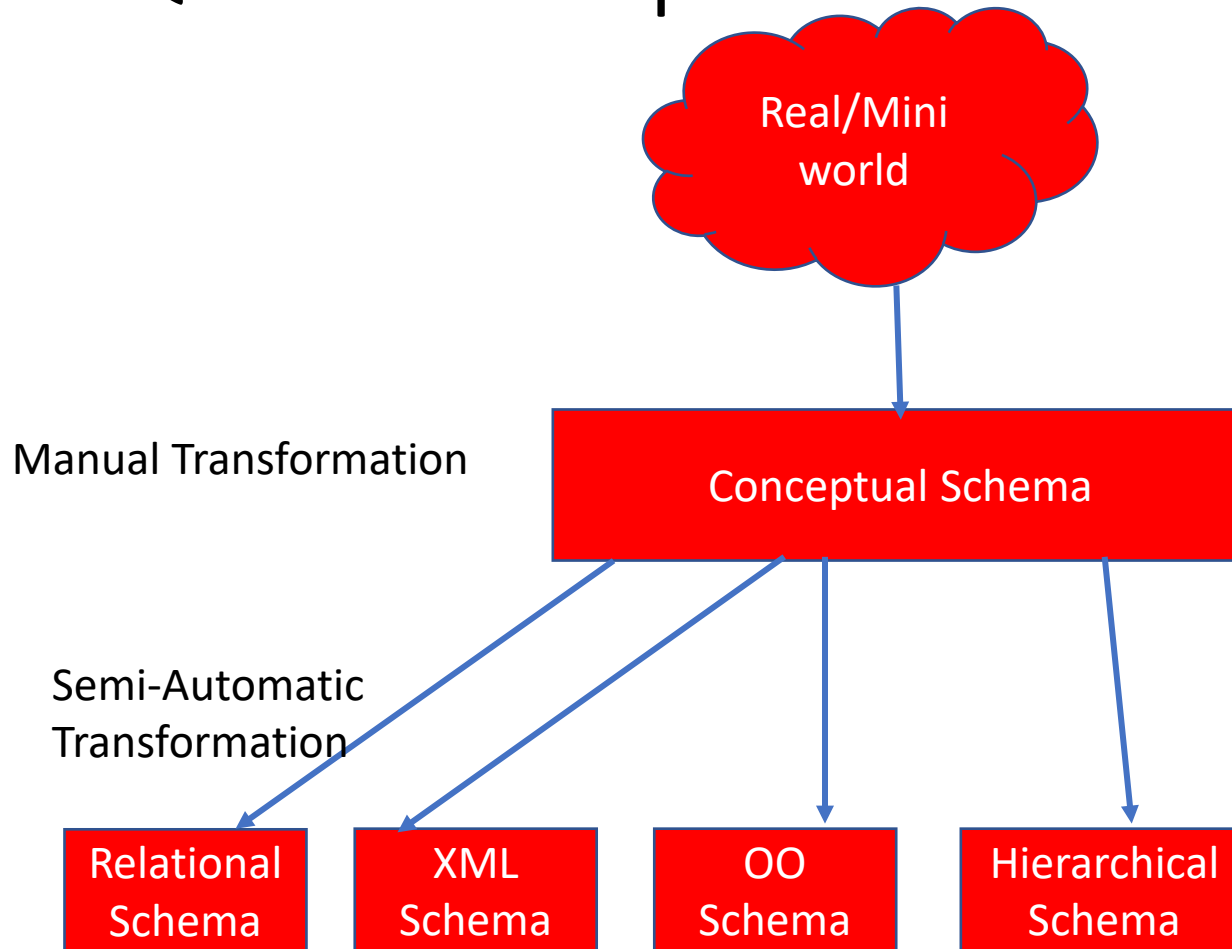 Real/Mini
world
Manual Transformation
Conceptual Schema
Semi-Automatic
Transformation
Relational
Schema
XML
Schema
OO
Schema
Hierarchical
Schema